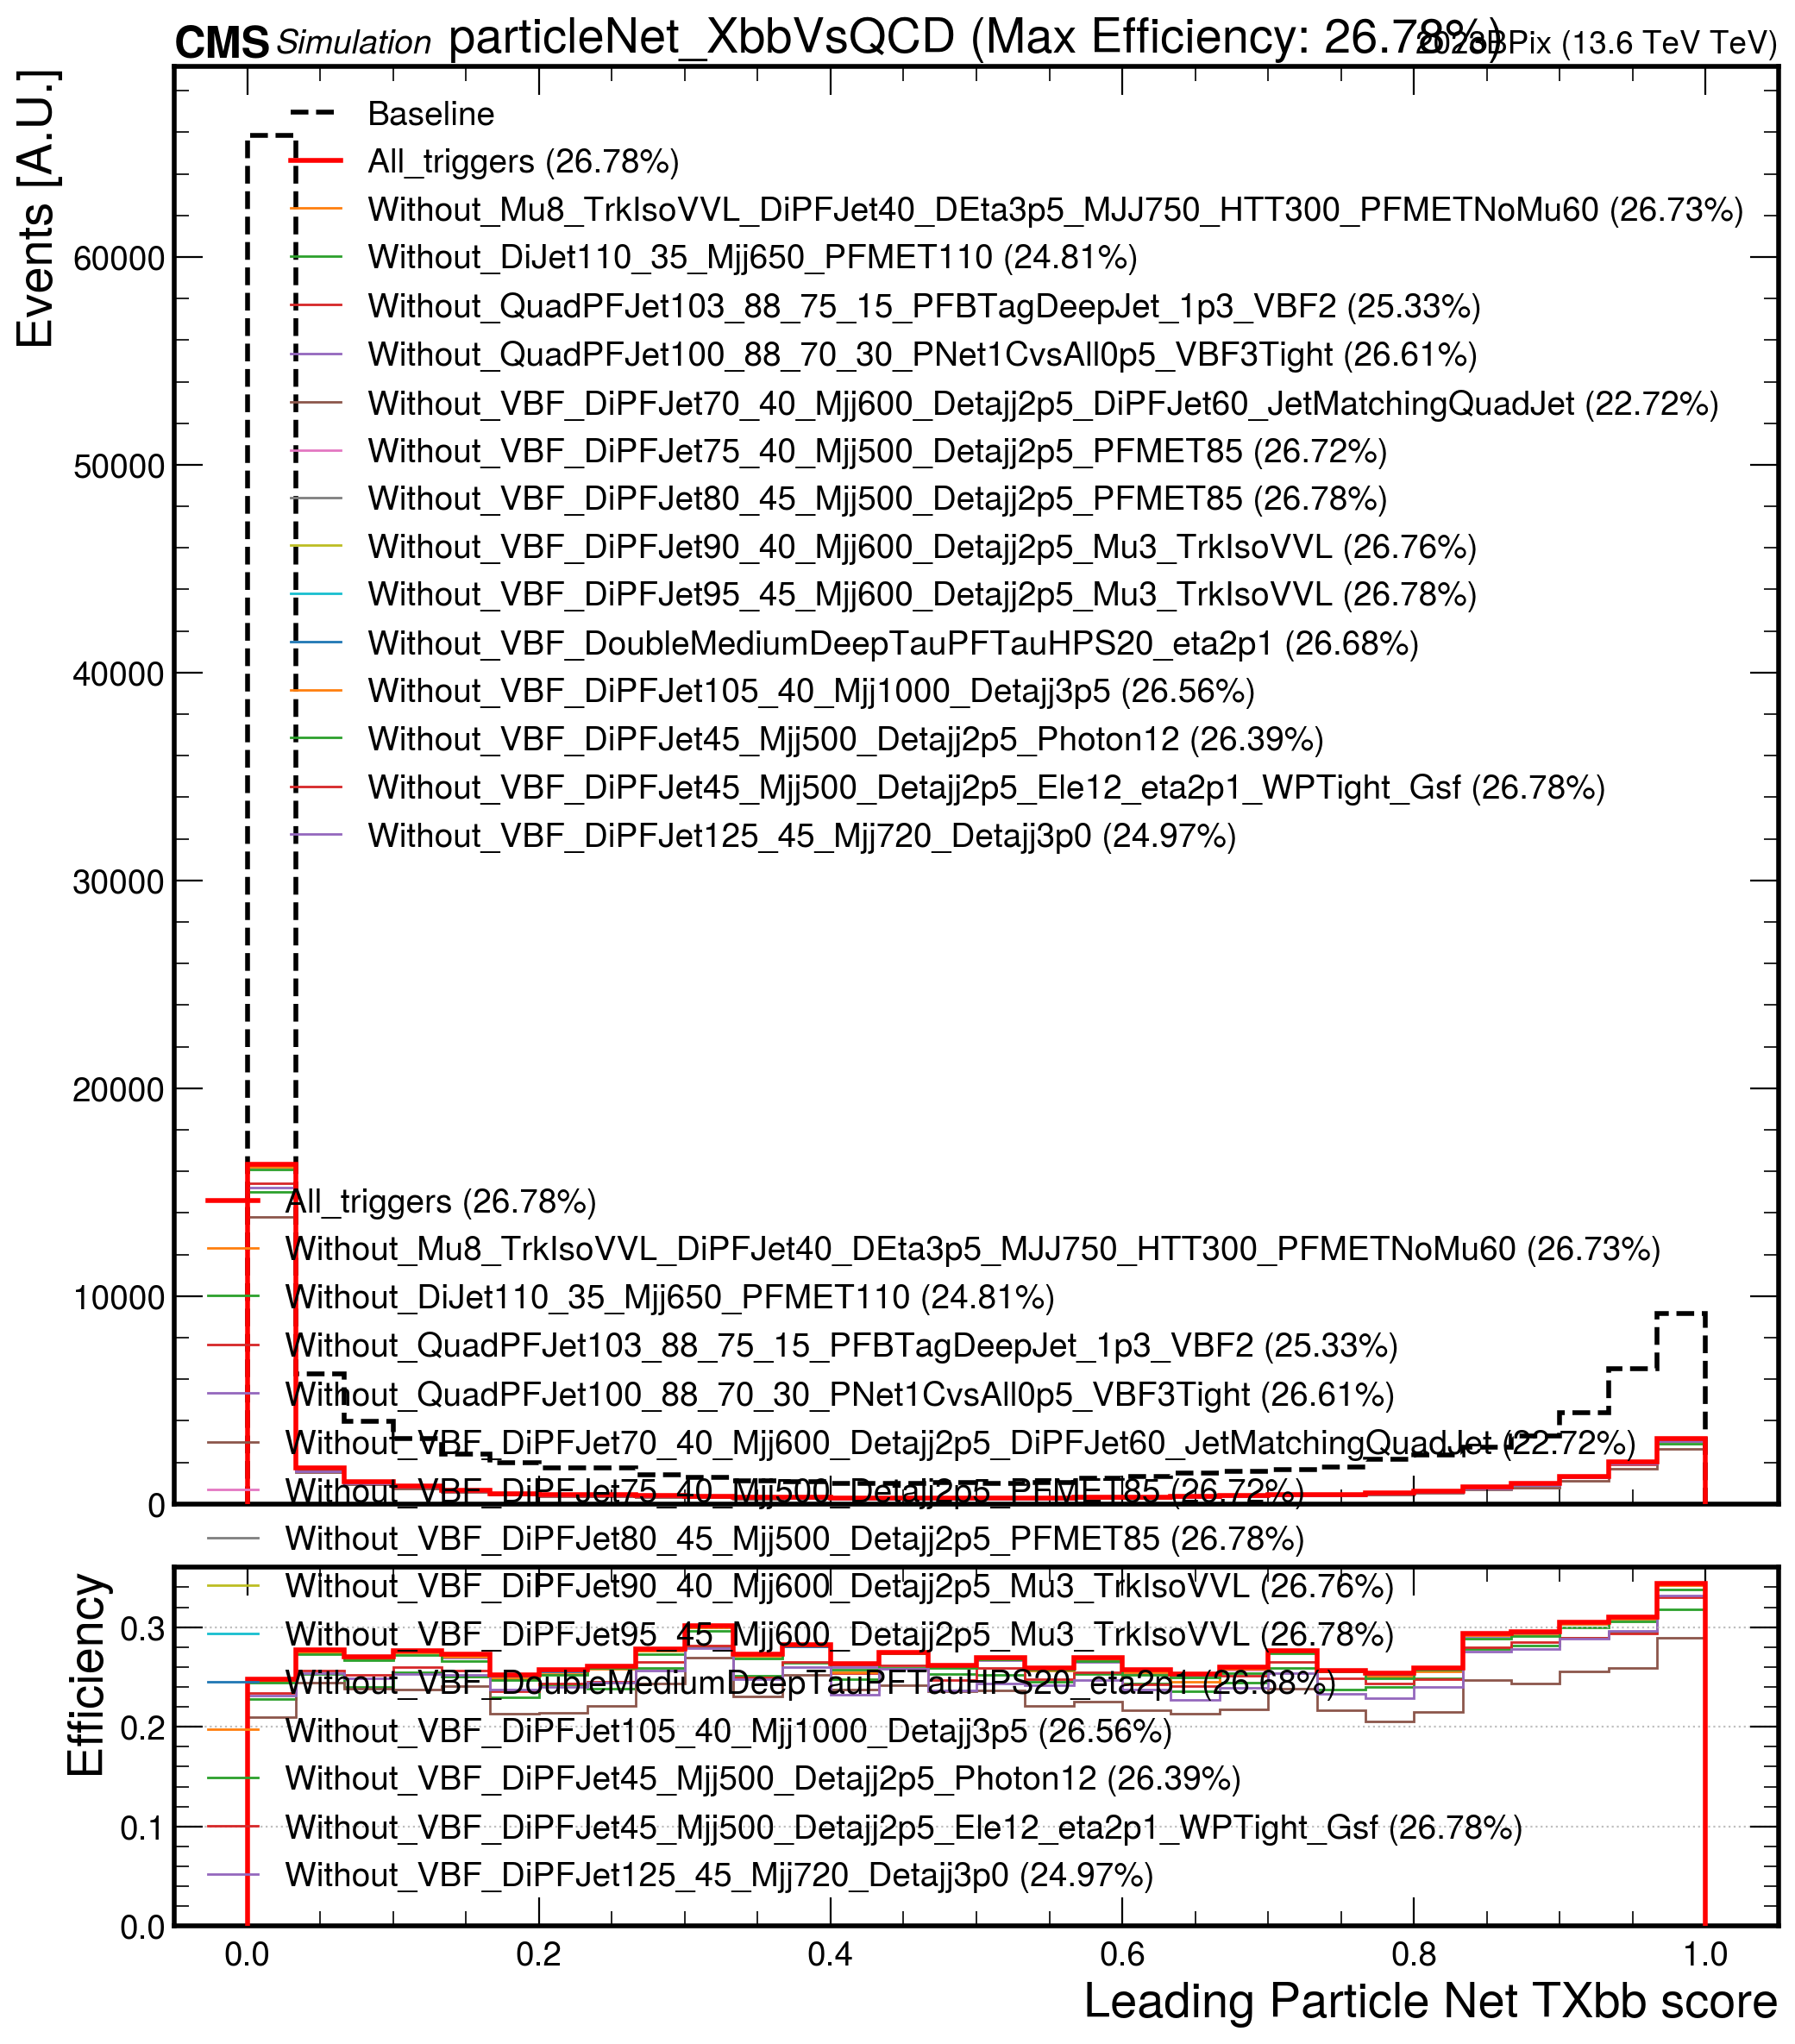 CMS Simulation particleNet_XbbVsQCD (Max Efficiency: 26.78%) 2023BPix (13.6 TeV TeV)
Events [A.U.]
Baseline
All_triggers (26.78%)
Without_Mu8_TrkIsoVVL_DiPFJet40_DEta3p5_MJJ750_HTT300_PFMETNoMu60 (26.73%)
60000
Without_DiJet110_35_Mjj650_PFMET110 (24.81%)
Without_QuadPFJet103_88_75_15_PFBTagDeepJet_1p3_VBF2 (25.33%)
Without_QuadPFJet100_88_70_30_PNet1CvsAll0p5_VBF3Tight (26.61%)
Without_VBF_DiPFJet70_40_Mjj600_Detajj2p5_DiPFJet60_JetMatchingQuadJet (22.72%)
Without_VBF_DiPFJet75_40_Mjj500_Detajj2p5_PFMET85 (26.72%)
50000
Without_VBF_DiPFJet80_45_Mjj500_Detajj2p5_PFMET85 (26.78%)
Without_VBF_DiPFJet90_40_Mjj600_Detajj2p5_Mu3_TrkIsoVVL (26.76%)
Without_VBF_DiPFJet95_45_Mjj600_Detajj2p5_Mu3_TrkIsoVVL (26.78%)
Without_VBF_DoubleMediumDeepTauPFTauHPS20_eta2p1 (26.68%)
40000
Without_VBF_DiPFJet105_40_Mjj1000_Detajj3p5 (26.56%)
Without_VBF_DiPFJet45_Mjj500_Detajj2p5_Photon12 (26.39%)
Without_VBF_DiPFJet45_Mjj500_Detajj2p5_Ele12_eta2p1_WPTight_Gsf (26.78%)
Without_VBF_DiPFJet125_45_Mjj720_Detajj3p0 (24.97%)
30000
20000
All_triggers (26.78%)
Without_Mu8_TrkIsoVVL_DiPFJet40_DEta3p5_MJJ750_HTT300_PFMETNoMu60 (26.73%)
10000
Without_DiJet110_35_Mjj650_PFMET110 (24.81%)
Without_QuadPFJet103_88_75_15_PFBTagDeepJet_1p3_VBF2 (25.33%)
Without_QuadPFJet100_88_70_30_PNet1CvsAll0p5_VBF3Tight (26.61%)
Without_VBF_DiPFJet70_40_Mjj600_Detajj2p5_DiPFJet60_JetMatchingQuadJet (22.72%)
Without_VBF_DiPFJet75_40_Mjj500_Detajj2p5_PFMET85 (26.72%)
0
Without_VBF_DiPFJet80_45_Mjj500_Detajj2p5_PFMET85 (26.78%)
Efficiency
Without_VBF_DiPFJet90_40_Mjj600_Detajj2p5_Mu3_TrkIsoVVL (26.76%)
0.3
Without_VBF_DiPFJet95_45_Mjj600_Detajj2p5_Mu3_TrkIsoVVL (26.78%)
Without_VBF_DoubleMediumDeepTauPFTauHPS20_eta2p1 (26.68%)
0.2
Without_VBF_DiPFJet105_40_Mjj1000_Detajj3p5 (26.56%)
Without_VBF_DiPFJet45_Mjj500_Detajj2p5_Photon12 (26.39%)
0.1
Without_VBF_DiPFJet45_Mjj500_Detajj2p5_Ele12_eta2p1_WPTight_Gsf (26.78%)
Without_VBF_DiPFJet125_45_Mjj720_Detajj3p0 (24.97%)
0.0
0.0 0.2 0.4 0.6 0.8 1.0
Leading Particle Net TXbb score